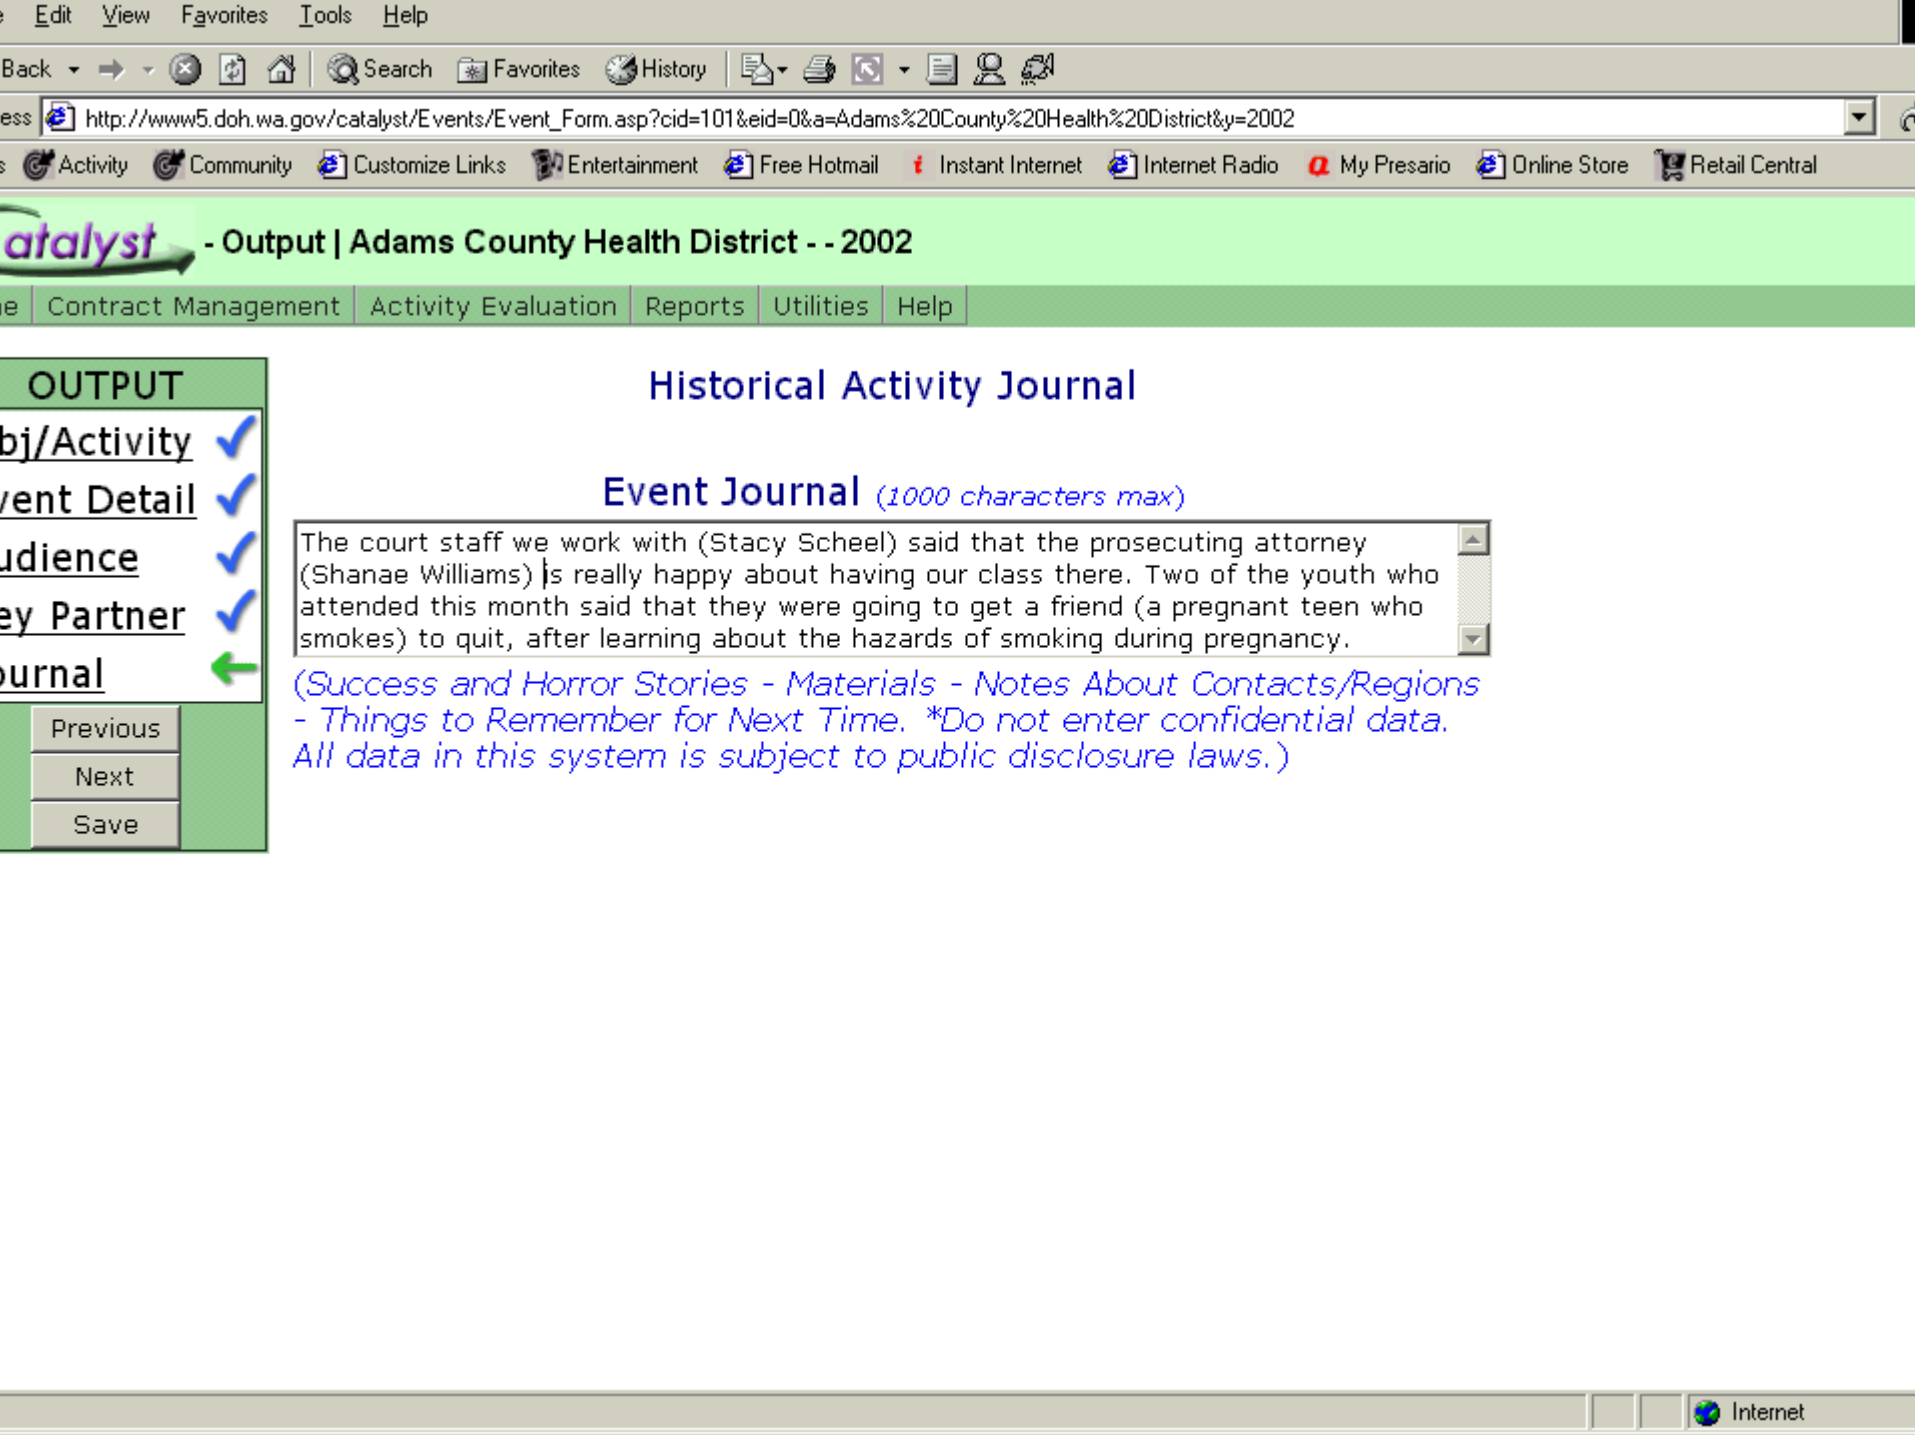 Edit View Favorites Tools Help
Back Search Favorites History
ess http://www5.doh.wa.gov/catalyst/Events/Event_Form.asp?cid=101&eid=0&a=Adams%20County%20Health%20District&y=2002
s Activity Community Customize Links Entertainment Free Hotmail Instant Internet Internet Radio My Presario Online Store Retail Central
atalyst - Output | Adams County Health District - - 2002
e Contract Management Activity Evaluation Reports Utilities Help
OUTPUT
bj/Activity
vent Detail
udience
ey Partner
ournal
Previous
Next
Save
Historical Activity Journal
Event Journal (1000 characters max)
The court staff we work with (Stacy Scheel) said that the prosecuting attorney
(Shanae Williams) is really happy about having our class there. Two of the youth who
attended this month said that they were going to get a friend (a pregnant teen who
smokes) to quit, after learning about the hazards of smoking during pregnancy.
(Success and Horror Stories - Materials - Notes About Contacts/Regions
- Things to Remember for Next Time. *Do not enter confidential data.
All data in this system is subject to public disclosure laws.)
Internet